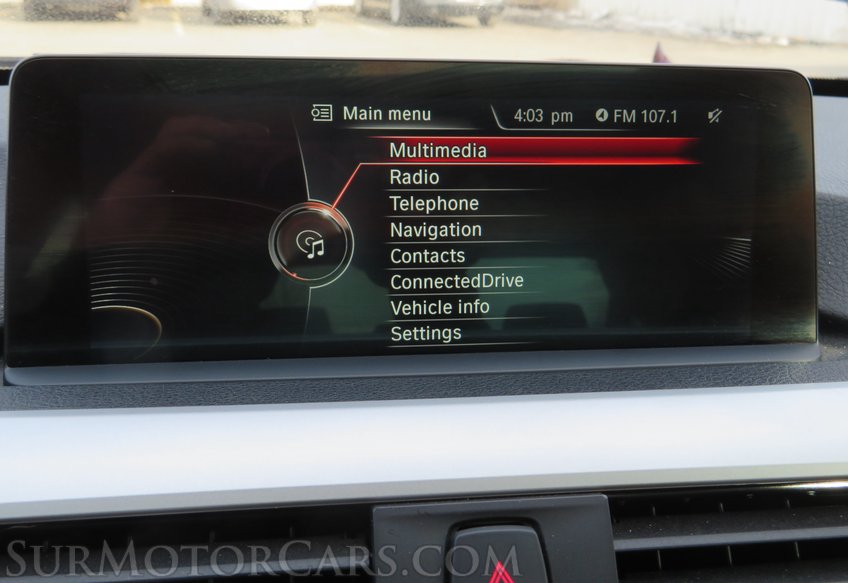 Main menu 4:03 pm FM 107.1
Multimedia
Radio
Telephone
Navigation
Contacts
ConnectedDrive
Vehicle info
Settings
SurMotorCars.com